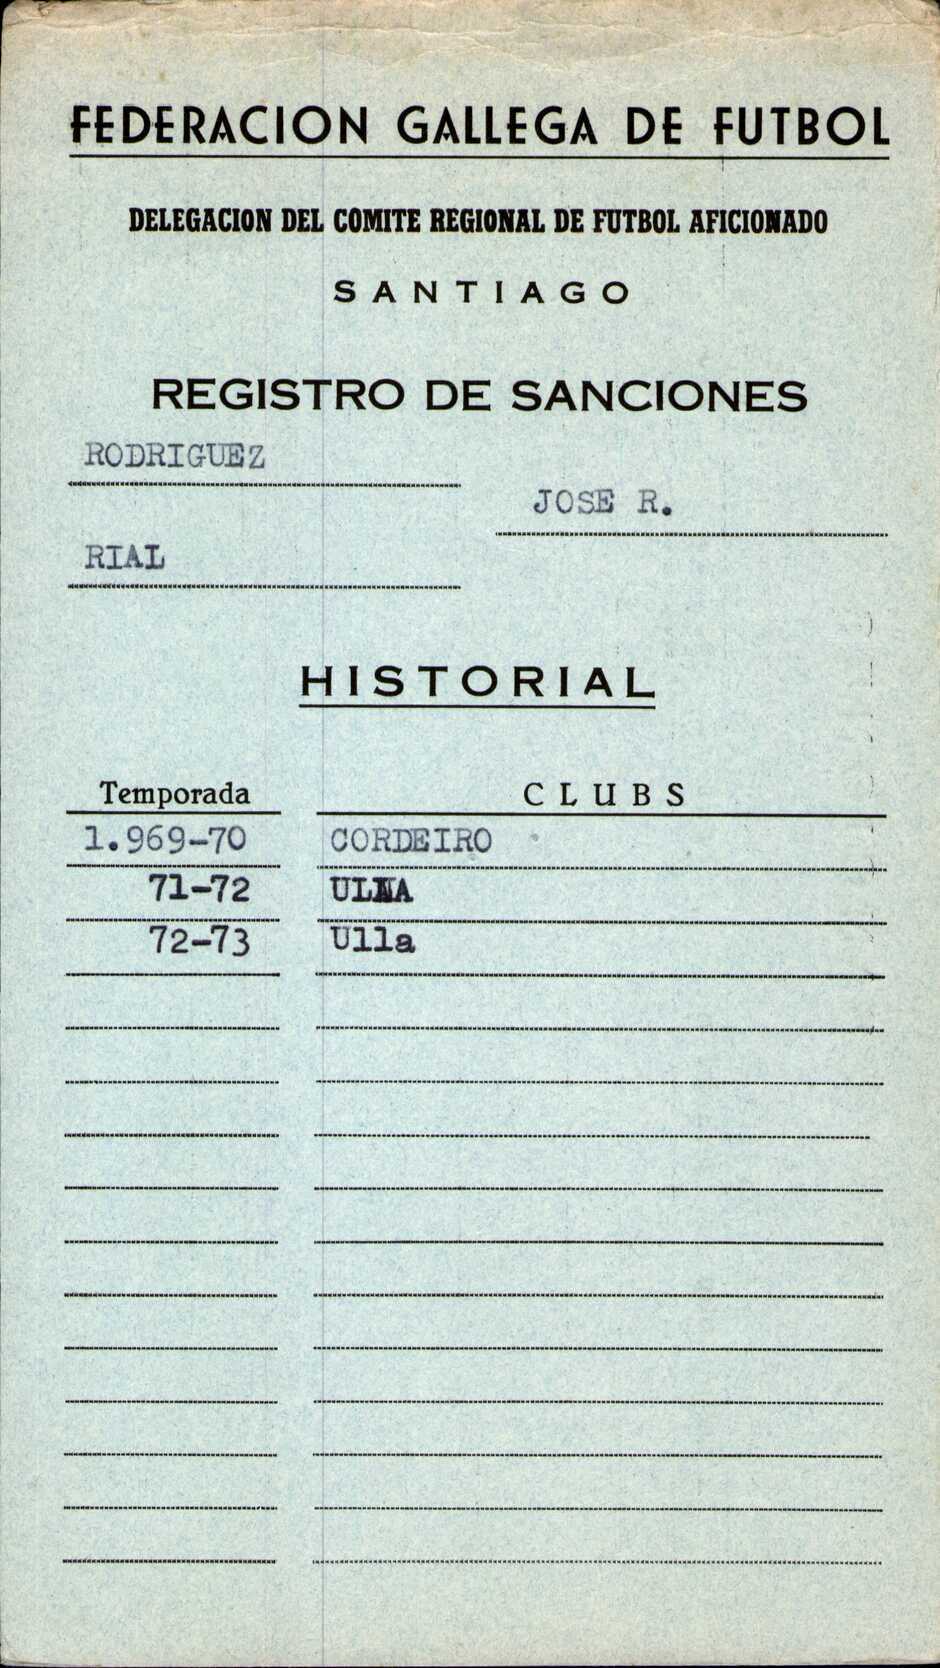 FEDERACION GALLEGA DE FUTBOL
DELEGACION DEL COMITE REGIONAL DE FUTBOL AFICIONADO
SANTIAGO
REGISTRO DE SANCIONES
RODRIGUEZ
JOSE R.
RIAL
HISTORIAL
Temporada CLUBS
1.969-70 CORDEIRO
71-72 ULLA
72-73 Ulla